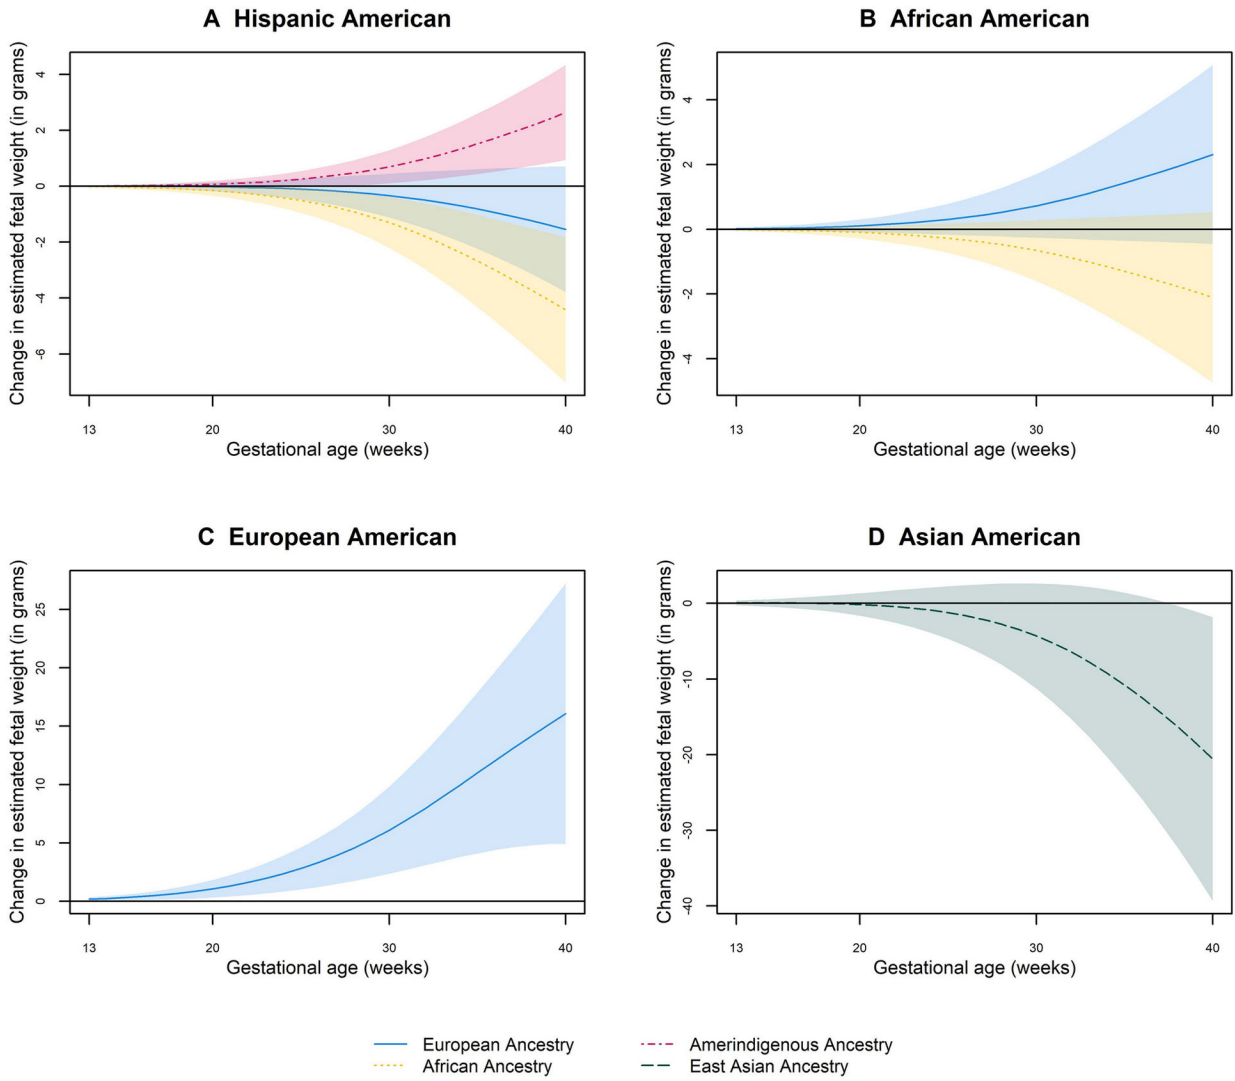 A Hispanic American
Change in estimated fetal weight (in grams)
4
2
0
-2
-4
-6
13
20
30
40
Gestational age (weeks)
B African American
Change in estimated fetal weight (in grams)
4
2
0
-2
-4
13
20
30
40
Gestational age (weeks)
C European American
Change in estimated fetal weight (in grams)
25
20
15
10
5
0
13
20
30
40
Gestational age (weeks)
D Asian American
Change in estimated fetal weight (in grams)
0
-10
-20
-30
-40
13
20
30
40
Gestational age (weeks)
European Ancestry
African Ancestry
Amerindigenous Ancestry
East Asian Ancestry